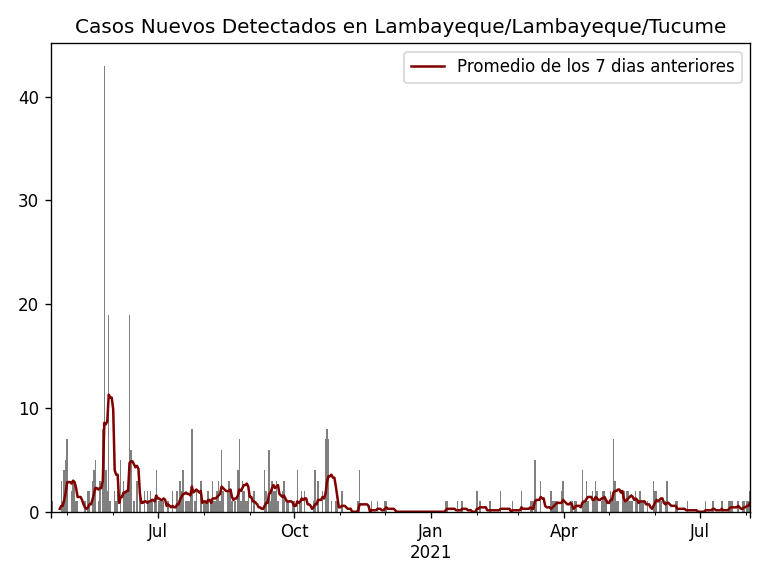 Casos Nuevos Detectados en Lambayeque/Lambayeque/Tucume
Promedio de los 7 dias anteriores
40
30
20
10
0
Jul
Oct
Jan
2021
Apr
Jul